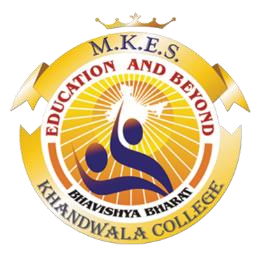 M.K.E.S.
EDUCATION AND BEYOND
BHAVISHYA BHARAT
KHANDWALA COLLEGE